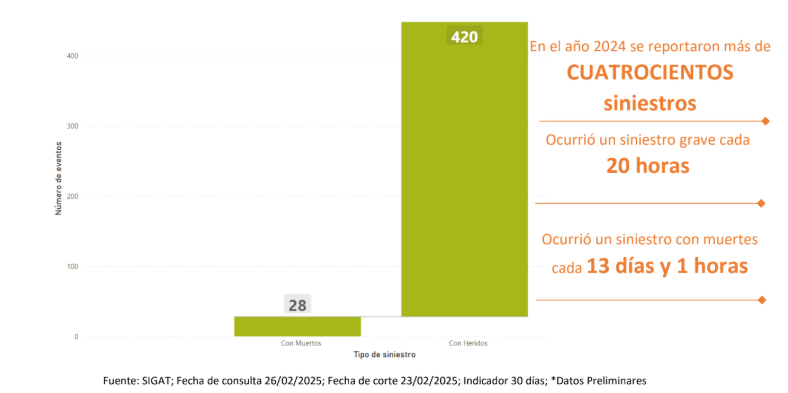 400
300
200
100
0
Número de eventos
420
28
Con Muertos
Con Heridos
Tipo de siniestro
En el año 2024 se reportaron más de
CUATROCIENTOS
siniestros
Ocurrió un siniestro grave cada
20 horas
Ocurrió un siniestro con muertes
cada 13 días y 1 horas
Fuente: SIGAT; Fecha de consulta 26/02/2025; Fecha de corte 23/02/2025; Indicador 30 días; *Datos Preliminares